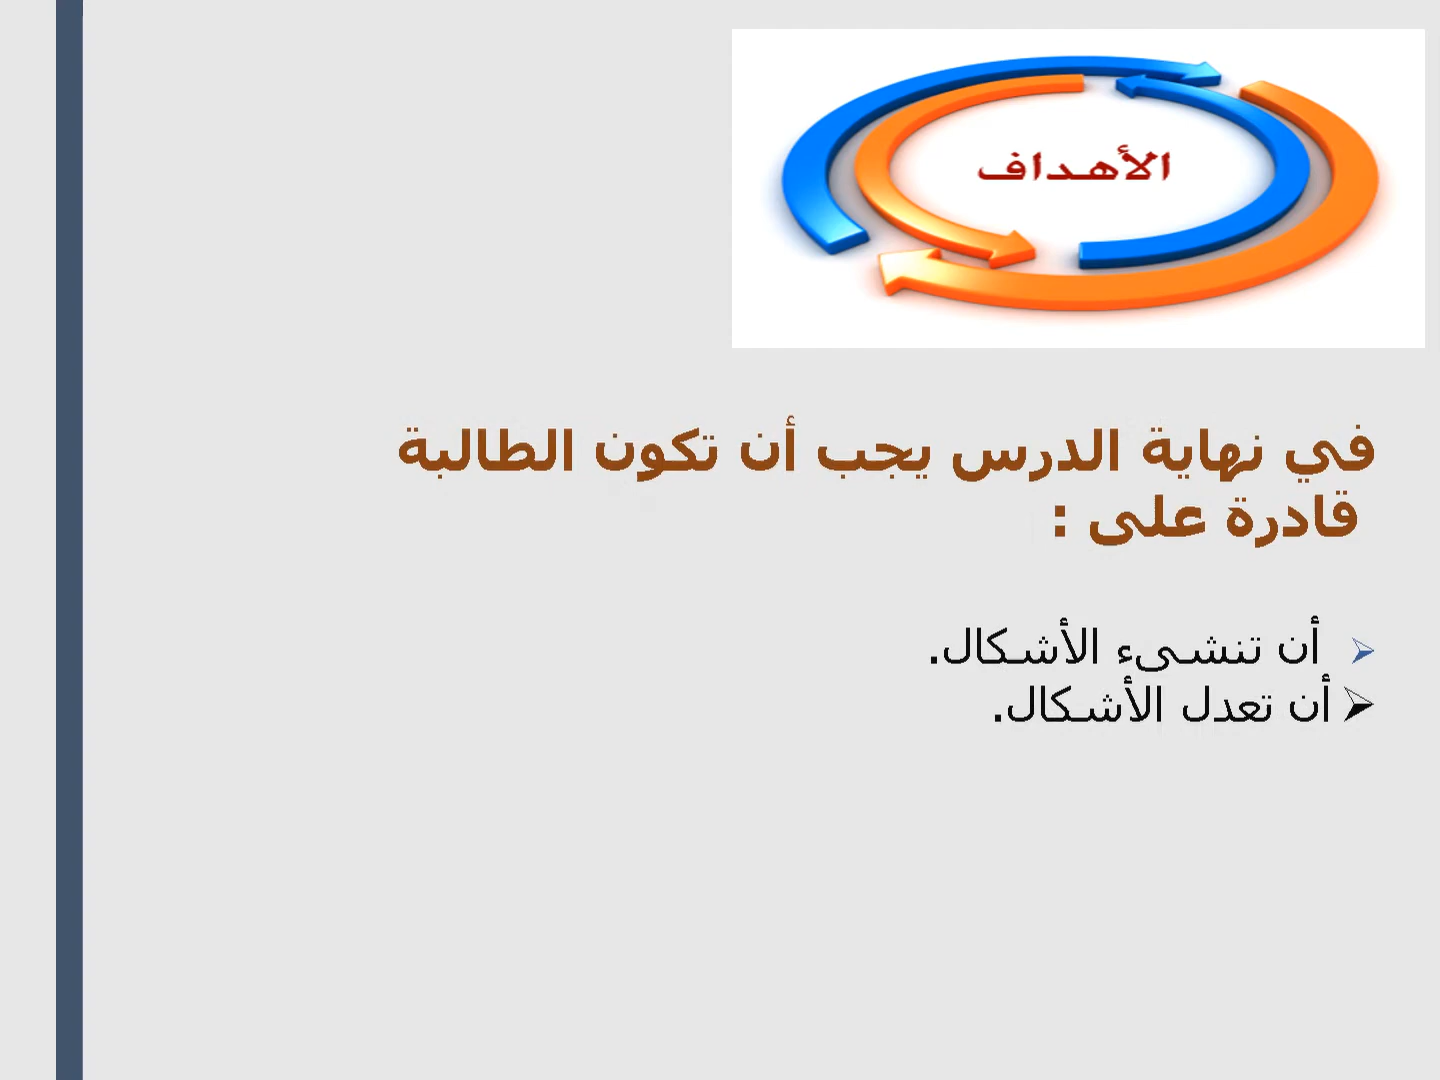 الأهداف
في نهاية الدرس يجب أن تكون الطالبة
قادرة على :
أن تنشىء الأشكال.
أن تعدل الأشكال.